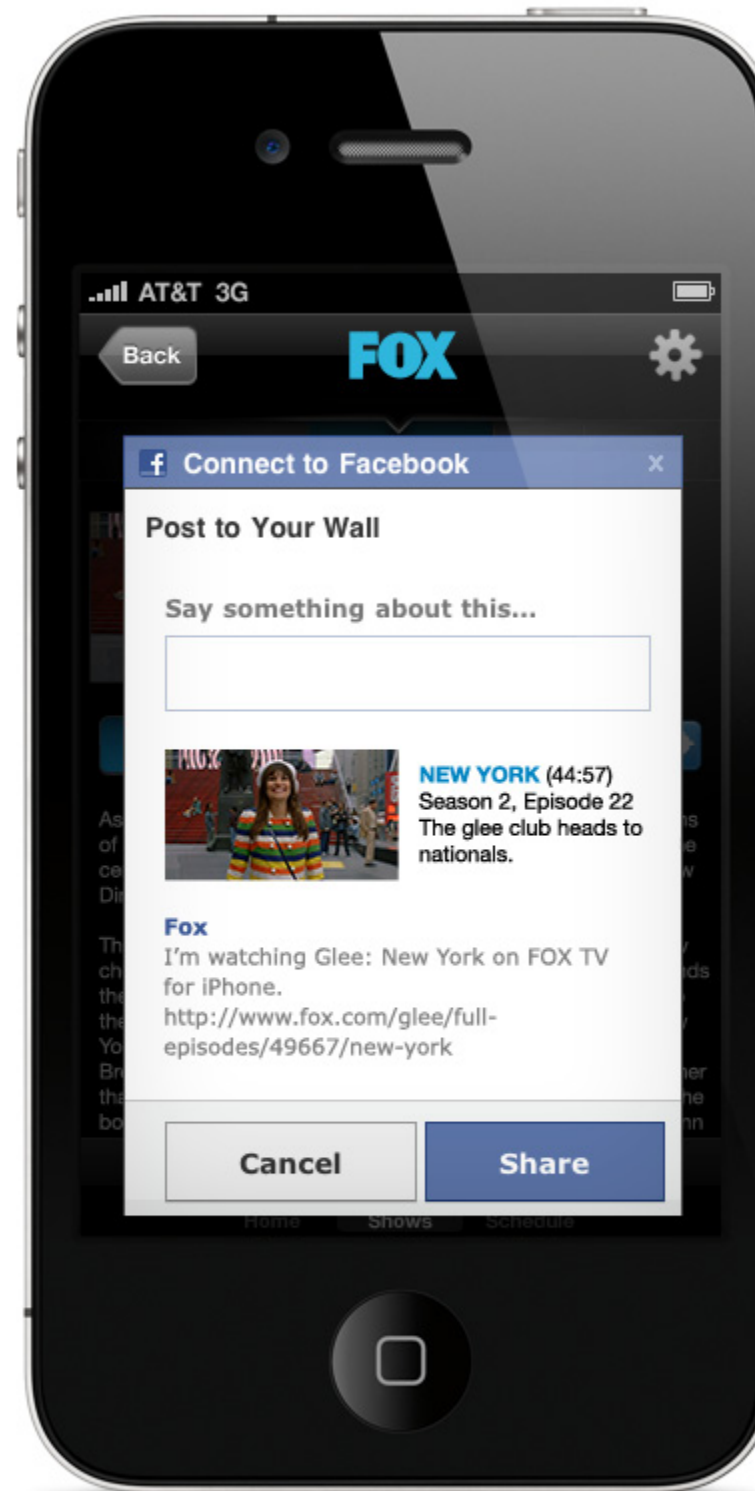 AT&T 3G
Back
FOX
f Connect to Facebook x
Post to Your Wall
Say something about this...
NEW YORK (44:57)
Season 2, Episode 22
The glee club heads to
nationals.
Fox
I'm watching Glee: New York on FOX TV
for iPhone.
http://www.fox.com/glee/full-
episodes/49667/new-york
Cancel
Share
Home
Shows
Schedule